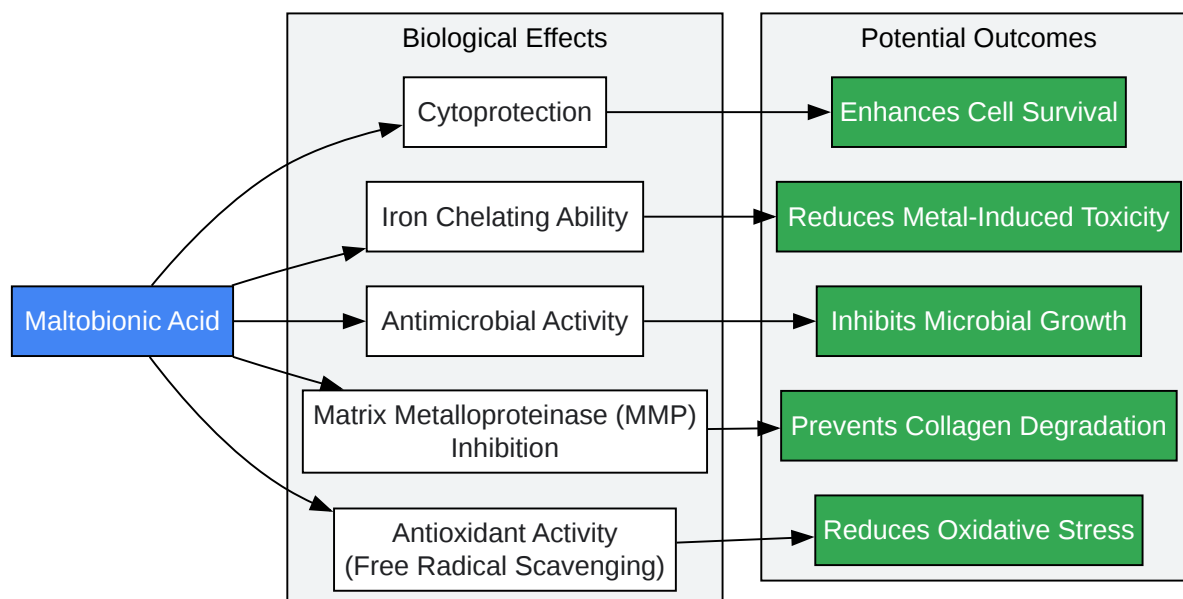 Biological Effects
Potential Outcomes
Cytoprotection
Enhances Cell Survival
Iron Chelating Ability
Reduces Metal-Induced Toxicity
Maltobionic Acid
Antimicrobial Activity
Inhibits Microbial Growth
Matrix Metalloproteinase (MMP)
Inhibition
Prevents Collagen Degradation
Antioxidant Activity
(Free Radical Scavenging)
Reduces Oxidative Stress